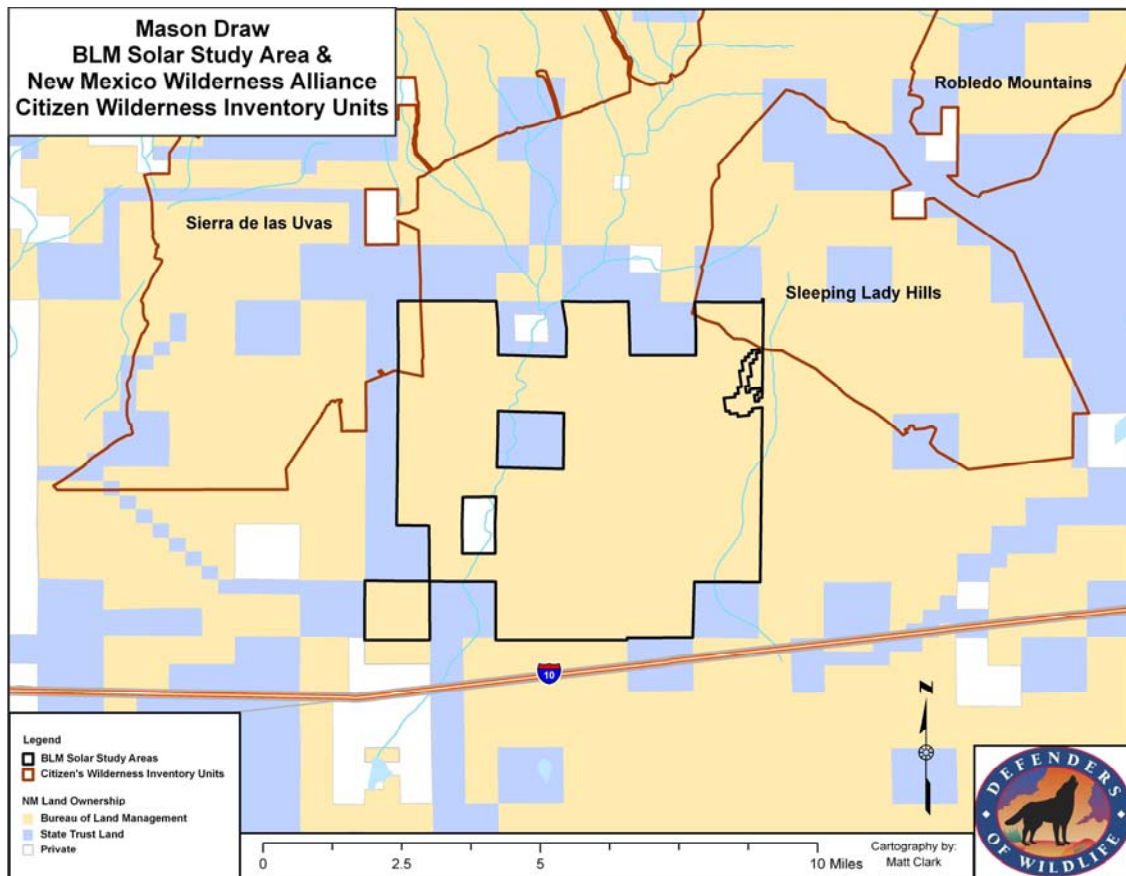 Mason Draw
BLM Solar Study Area &
New Mexico Wilderness Alliance
Citizen Wilderness Inventory Units
Robledo Mountains
Sierra de las Uvas
Sleeping Lady Hills
10
Legend
BLM Solar Study Areas
Citizen's Wilderness Inventory Units
NM Land Ownership
Bureau of Land Management
State Trust Land
Private
0 2.5 5 10 Miles
Cartography by:
Matt Clark
N
DEFENDERS
OF WILDLIFE